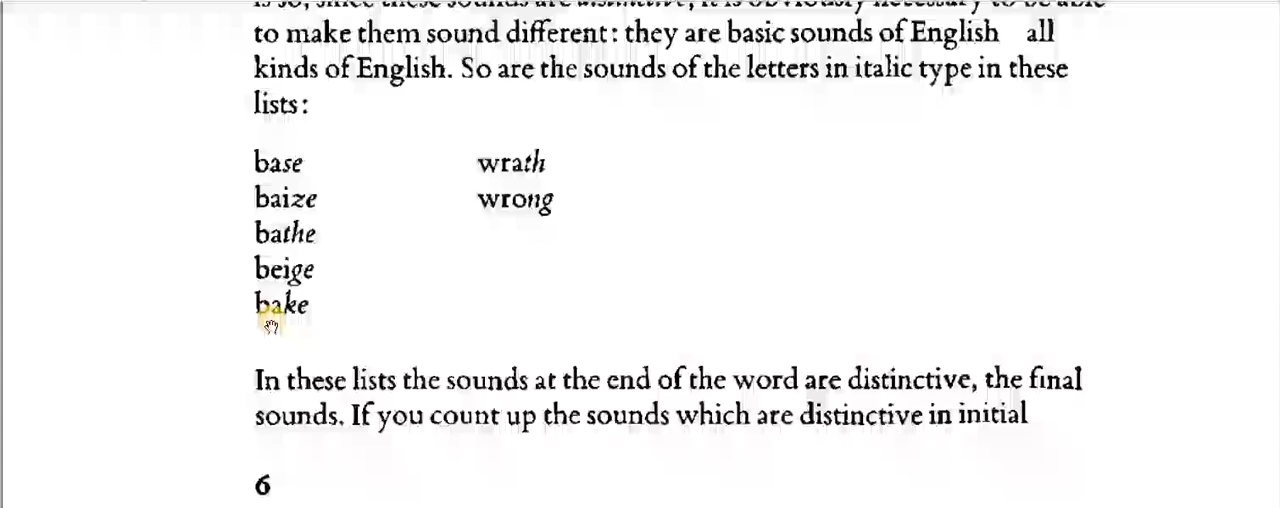 to make them sound different: they are basic sounds of English all
kinds of English. So are the sounds of the letters in italic type in these
lists:
base wrath
baize wrong
bathe
beige
bake
In these lists the sounds at the end of the word are distinctive, the final
sounds. If you count up the sounds which are distinctive in initial
6